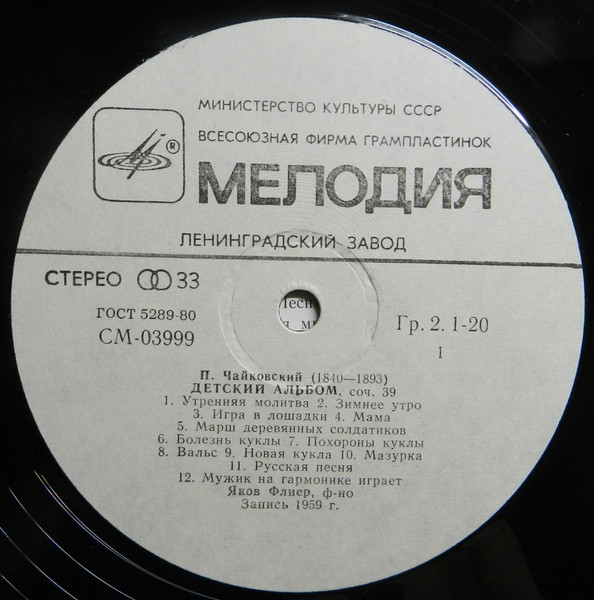 МИНИСТЕРСТВО КУЛЬТУРЫ СССР
ВСЕСОЮЗНАЯ ФИРМА ГРАМПЛАСТИНОК
®
МЕЛОДИЯ
ЛЕНИНГРАДСКИЙ ЗАВОД
СТЕРЕО 33
ГОСТ 5289-80
СМ-03999
Гр. 2. 1-20
1
П. Чайковский (1840—1893)
ДЕТСКИЙ АЛЬБОМ, соч. 39
1. Утренняя молитва 2. Зимнее утро
3. Игра в лошадки 4. Мама
5. Марш деревянных солдатиков
6. Болезнь куклы 7. Похороны куклы
8. Вальс 9. Новая кукла 10. Мазурка
11. Русская песня
12. Мужик на гармонике играет
Яков Флиер, ф-но
Запись 1959 г.